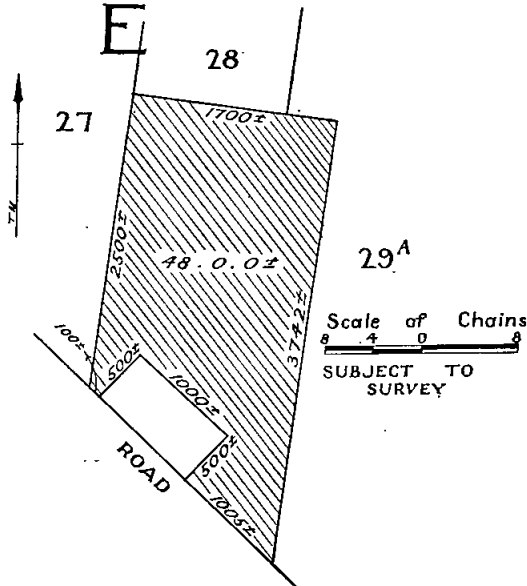 E
28
27
1700±
TN
2500±
48.0.0±
29A
3742±
Scale of Chains
8 4 0 8
SUBJECT TO
SURVEY
100±
500±
1000±
500±
ROAD
1005±